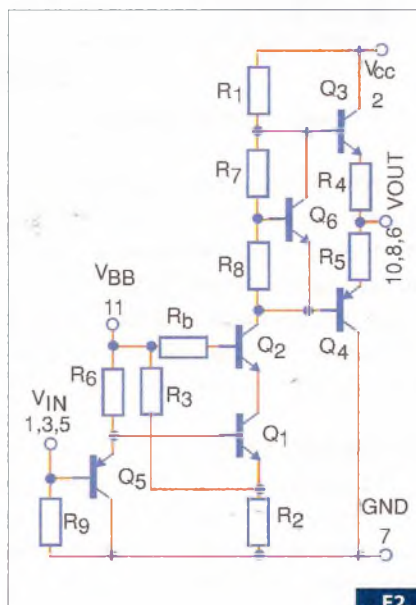 Vcc
R1
Q3
2
R7
R4
VOUT
Q6
10,8,6
R8
R5
VBB
11
Rb
Q2
Q4
R6
R3
VIN
1,3,5
Q1
Q5
R9
R2
GND
7
F2